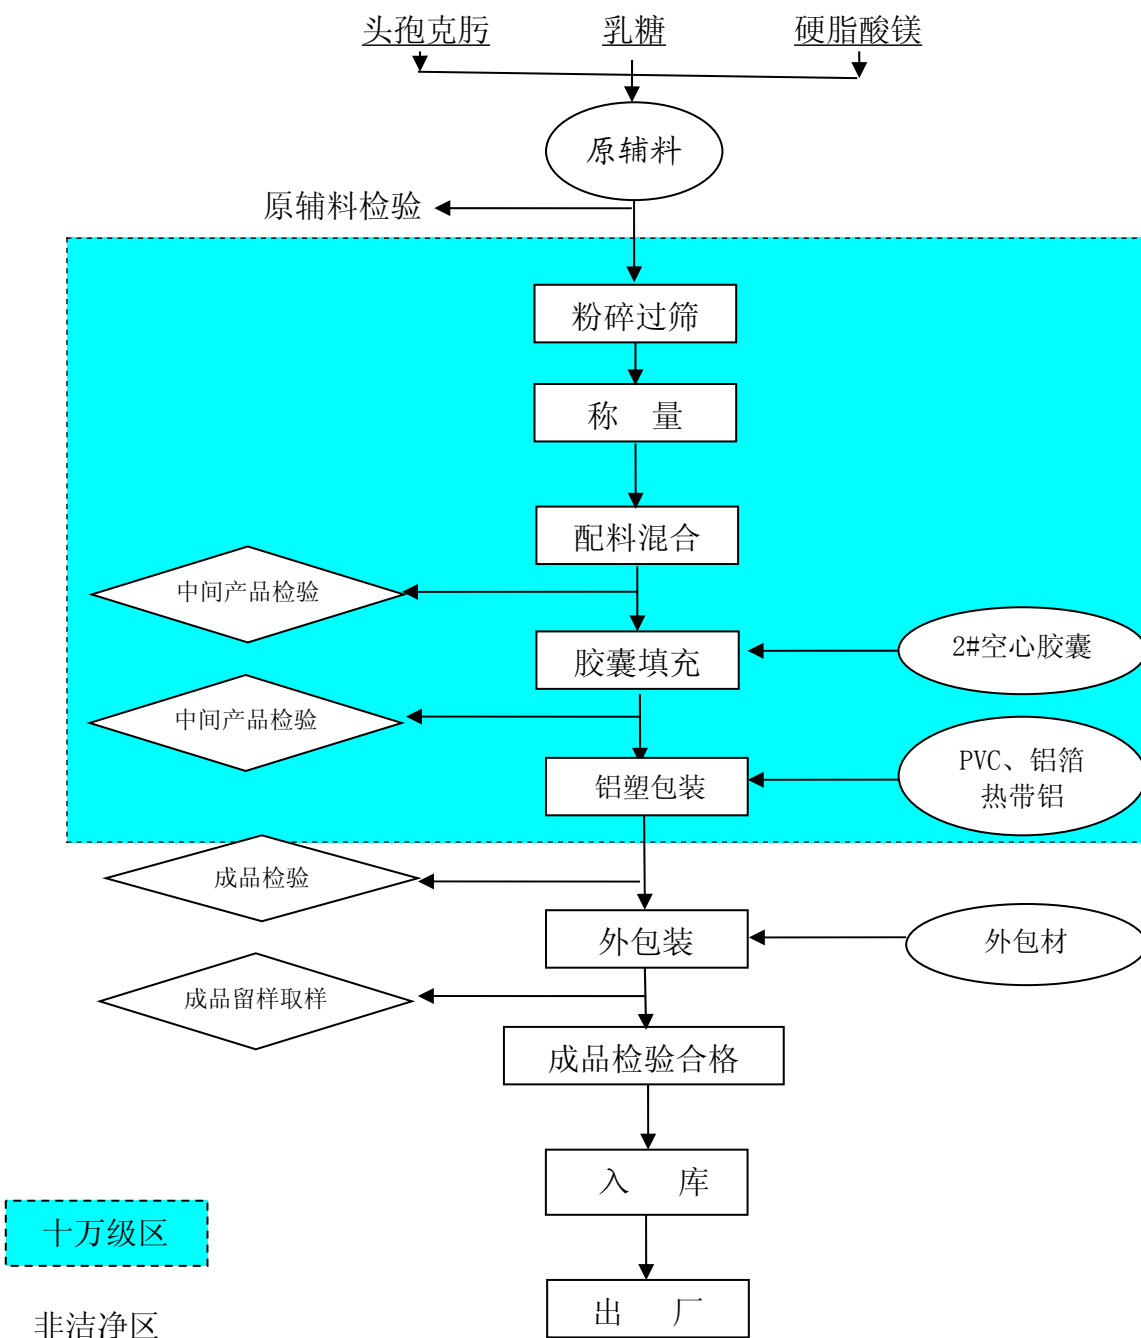 头孢克肟 乳糖 硬脂酸镁
原辅料
原辅料检验
粉碎过筛
称 量
配料混合
中间产品检验
胶囊填充
2#空心胶囊
中间产品检验
铝塑包装
PVC、铝箔
热带铝
成品检验
外包装
外包材
成品留样取样
成品检验合格
入 库
十万级区
出 厂
非洁净区